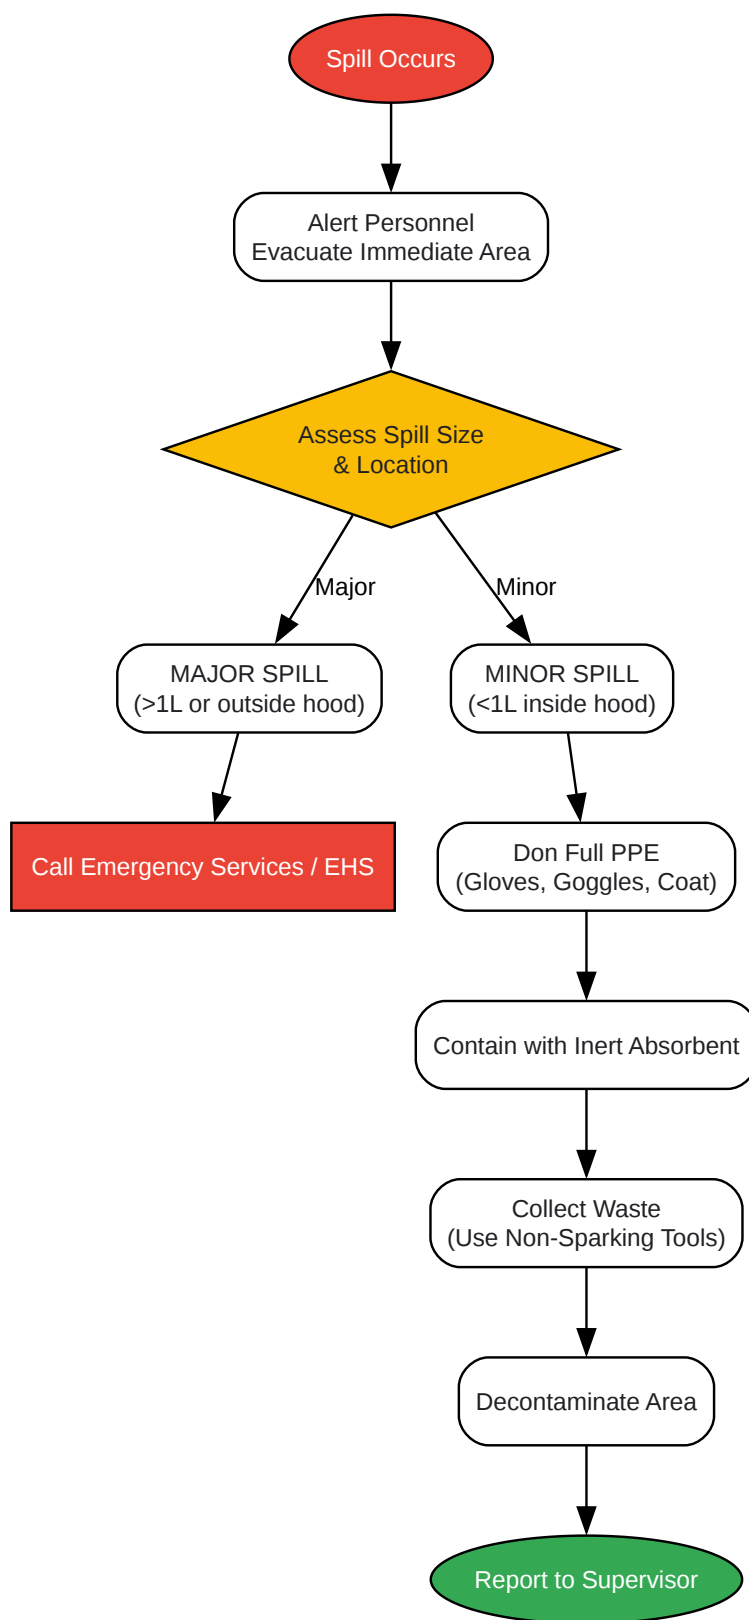 Spill Occurs
Alert Personnel
Evacuate Immediate Area
Assess Spill Size
& Location
Major
Minor
MAJOR SPILL
(>1L or outside hood)
MINOR SPILL
(<1L inside hood)
Call Emergency Services / EHS
Don Full PPE
(Gloves, Goggles, Coat)
Contain with Inert Absorbent
Collect Waste
(Use Non-Sparking Tools)
Decontaminate Area
Report to Supervisor